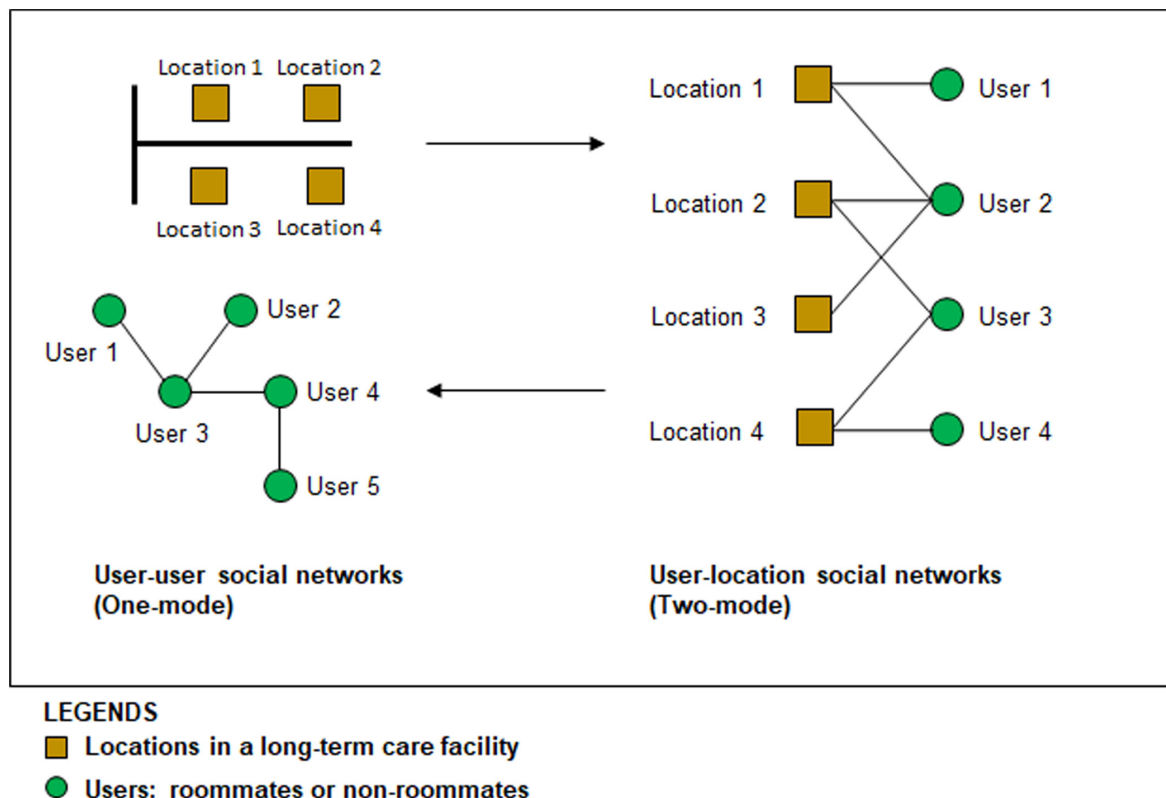 Location 1 Location 2
Location 3 Location 4
User 1
User 2
User 3
User 4
User 5
User-user social networks
(One-mode)
Location 1 User 1
Location 2 User 2
Location 3 User 3
Location 4 User 4
User-location social networks
(Two-mode)
LEGENDS
Locations in a long-term care facility
Users: roommates or non-roommates